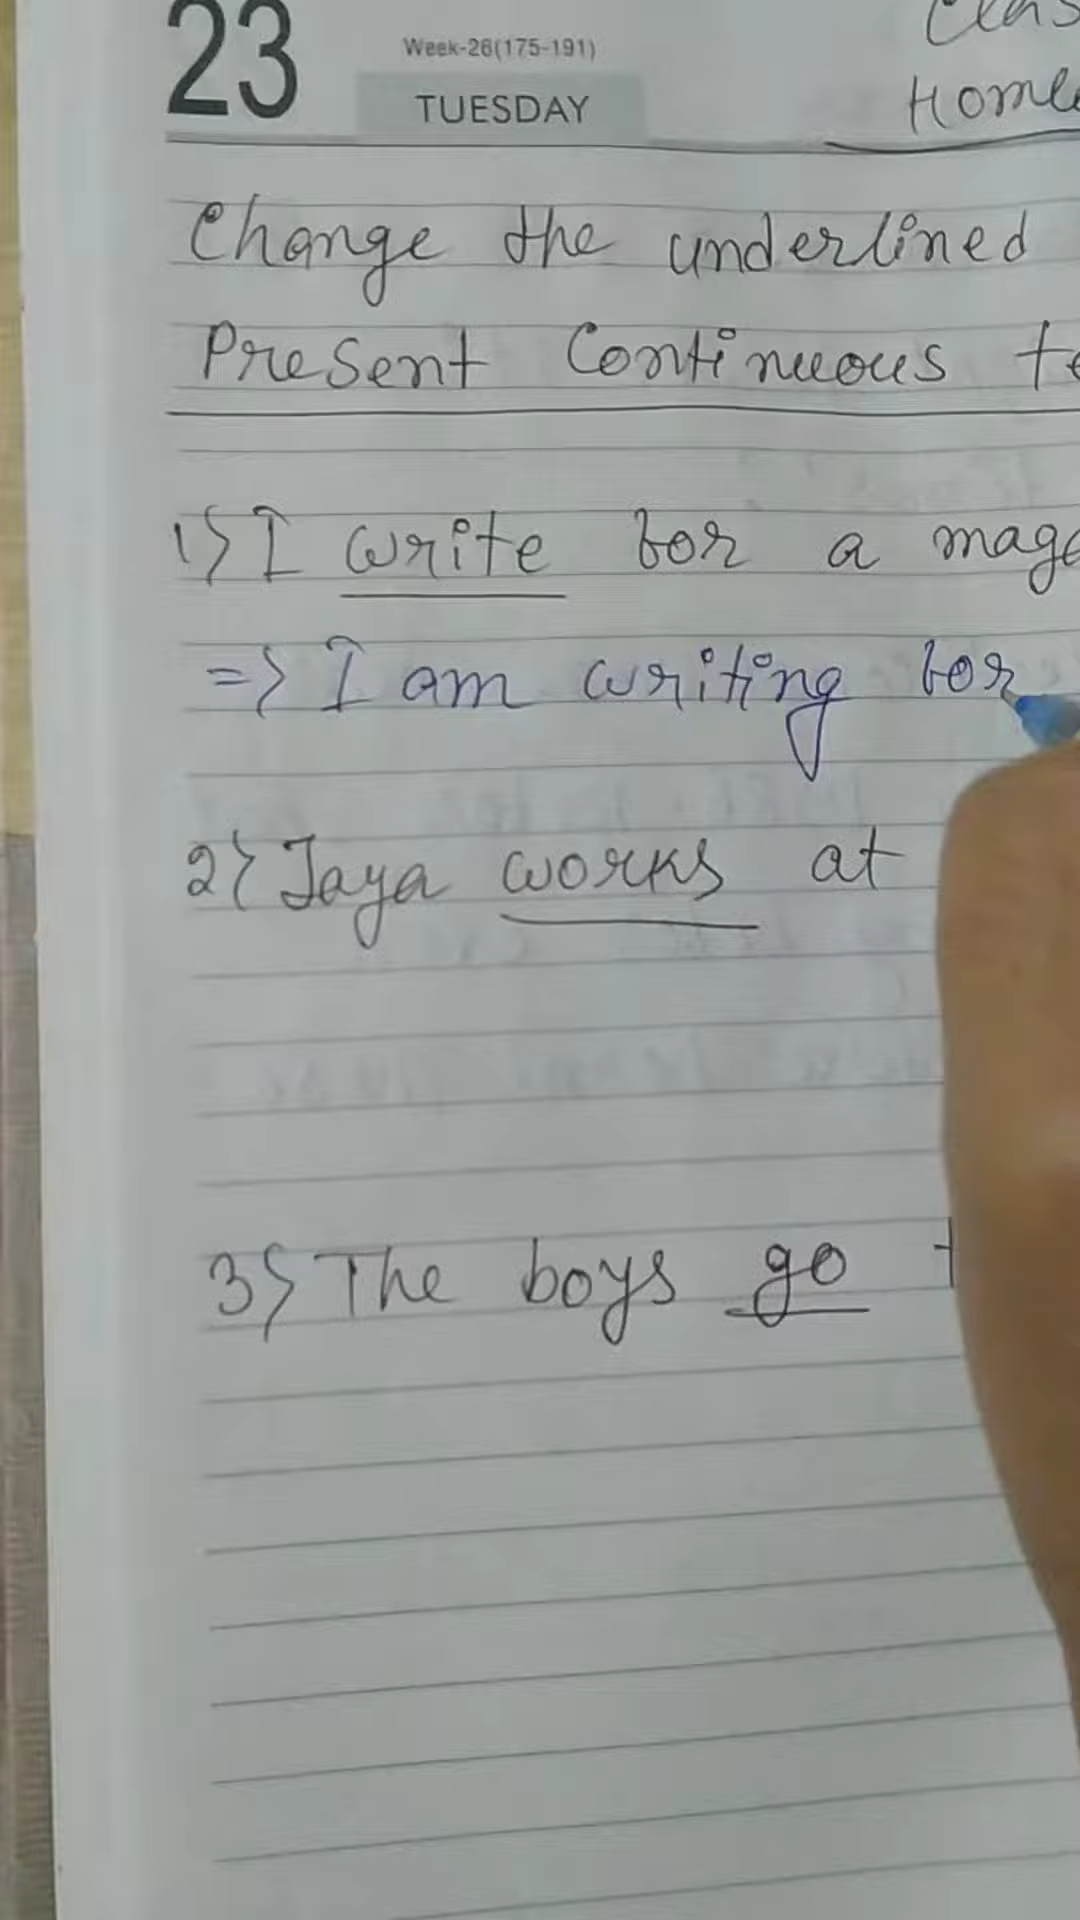 23
Week-26(175-191)
TUESDAY
Home
Change the underlined
Present Continuous
1) I write for a
=> I am writing for
2) Jaya works at
3) The boys go